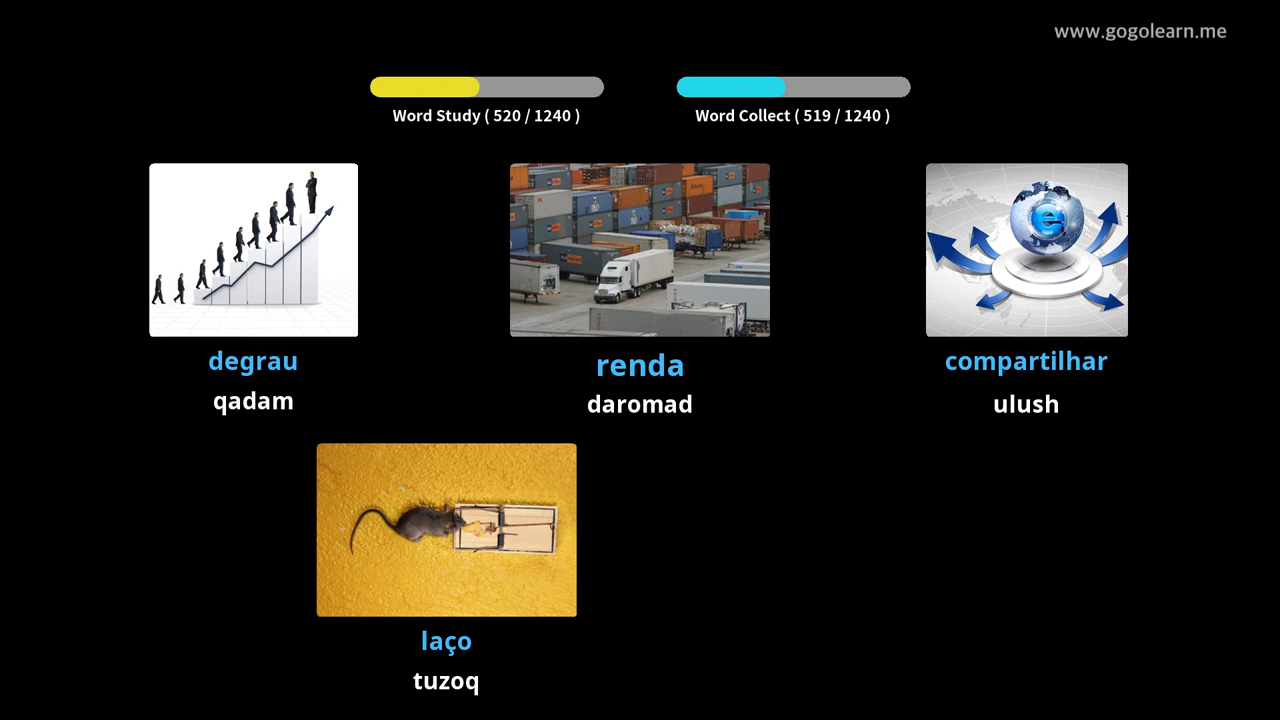 www.gogolearn.me
Word Study ( 520 / 1240 )
Word Collect ( 519 / 1240 )
degrau
qadam
renda
daromad
compartilhar
ulush
laço
tuzoq